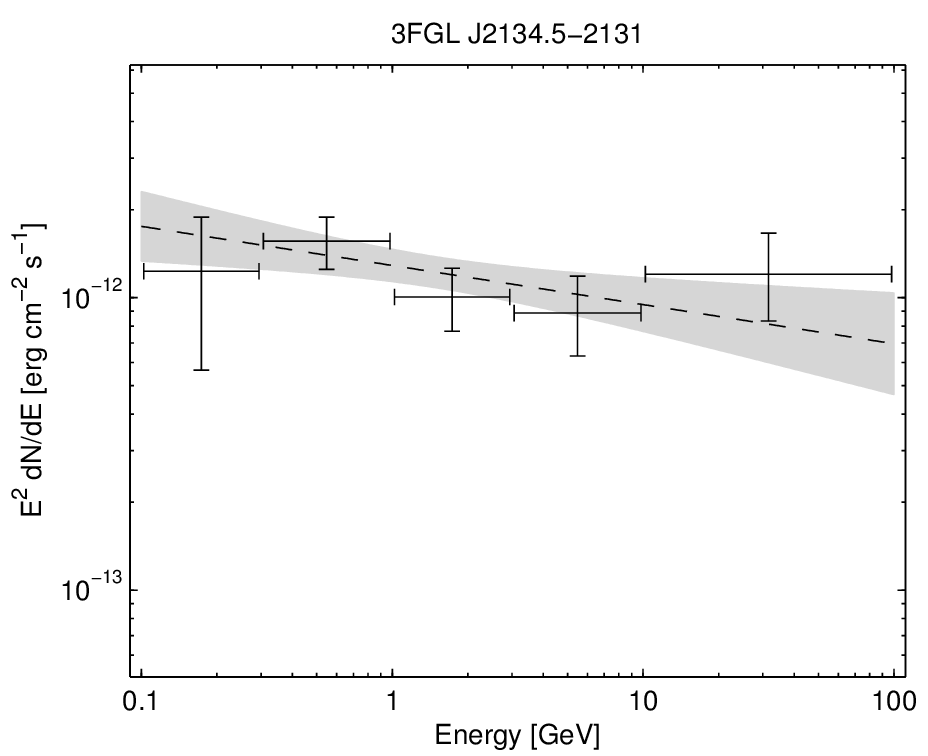 3FGL J2134.5−2131
E² dN/dE [erg cm⁻² s⁻¹]
10⁻¹²
10⁻¹³
0.1 1 10 100
Energy [GeV]